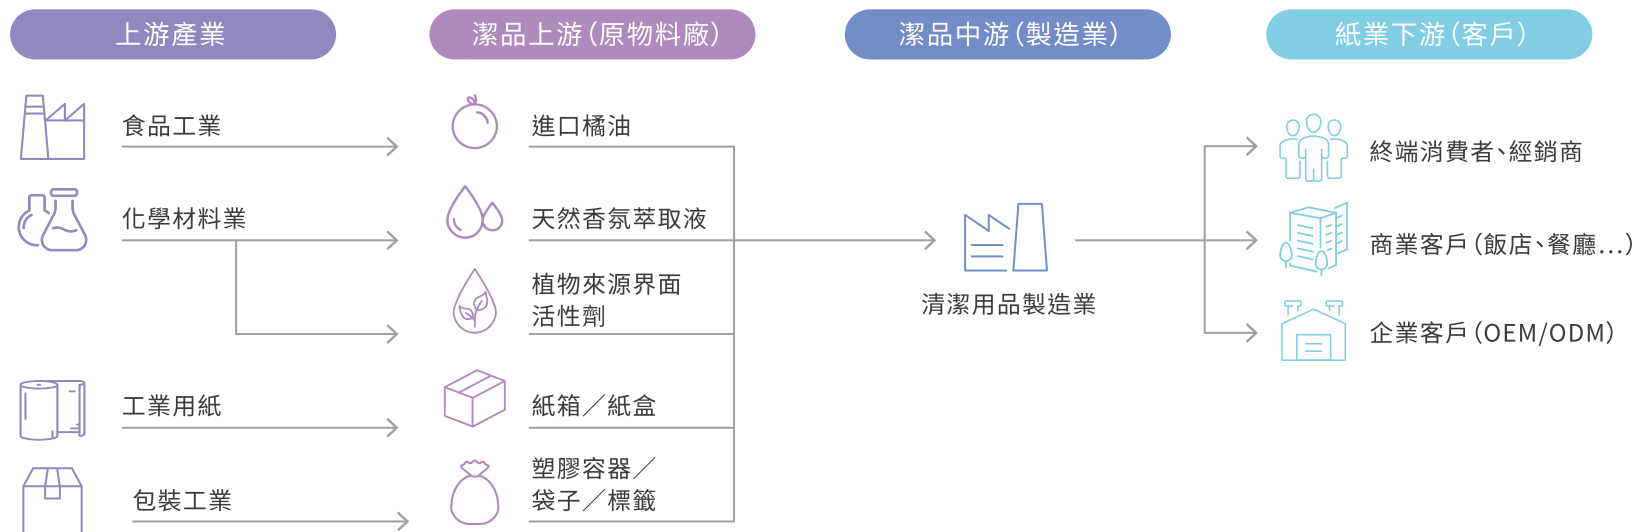 上游產業
潔品上游（原物料廠）
潔品中游（製造業）
紙業下游（客戶）
食品工業
進口橘油
終端消費者、經銷商
化學材料業
天然香氛萃取液
商業客戶（飯店、餐廳...）
植物來源界面
活性劑
清潔用品製造業
企業客戶（OEM/ODM）
工業用紙
紙箱／紙盒
包裝工業
塑膠容器／
袋子／標籤